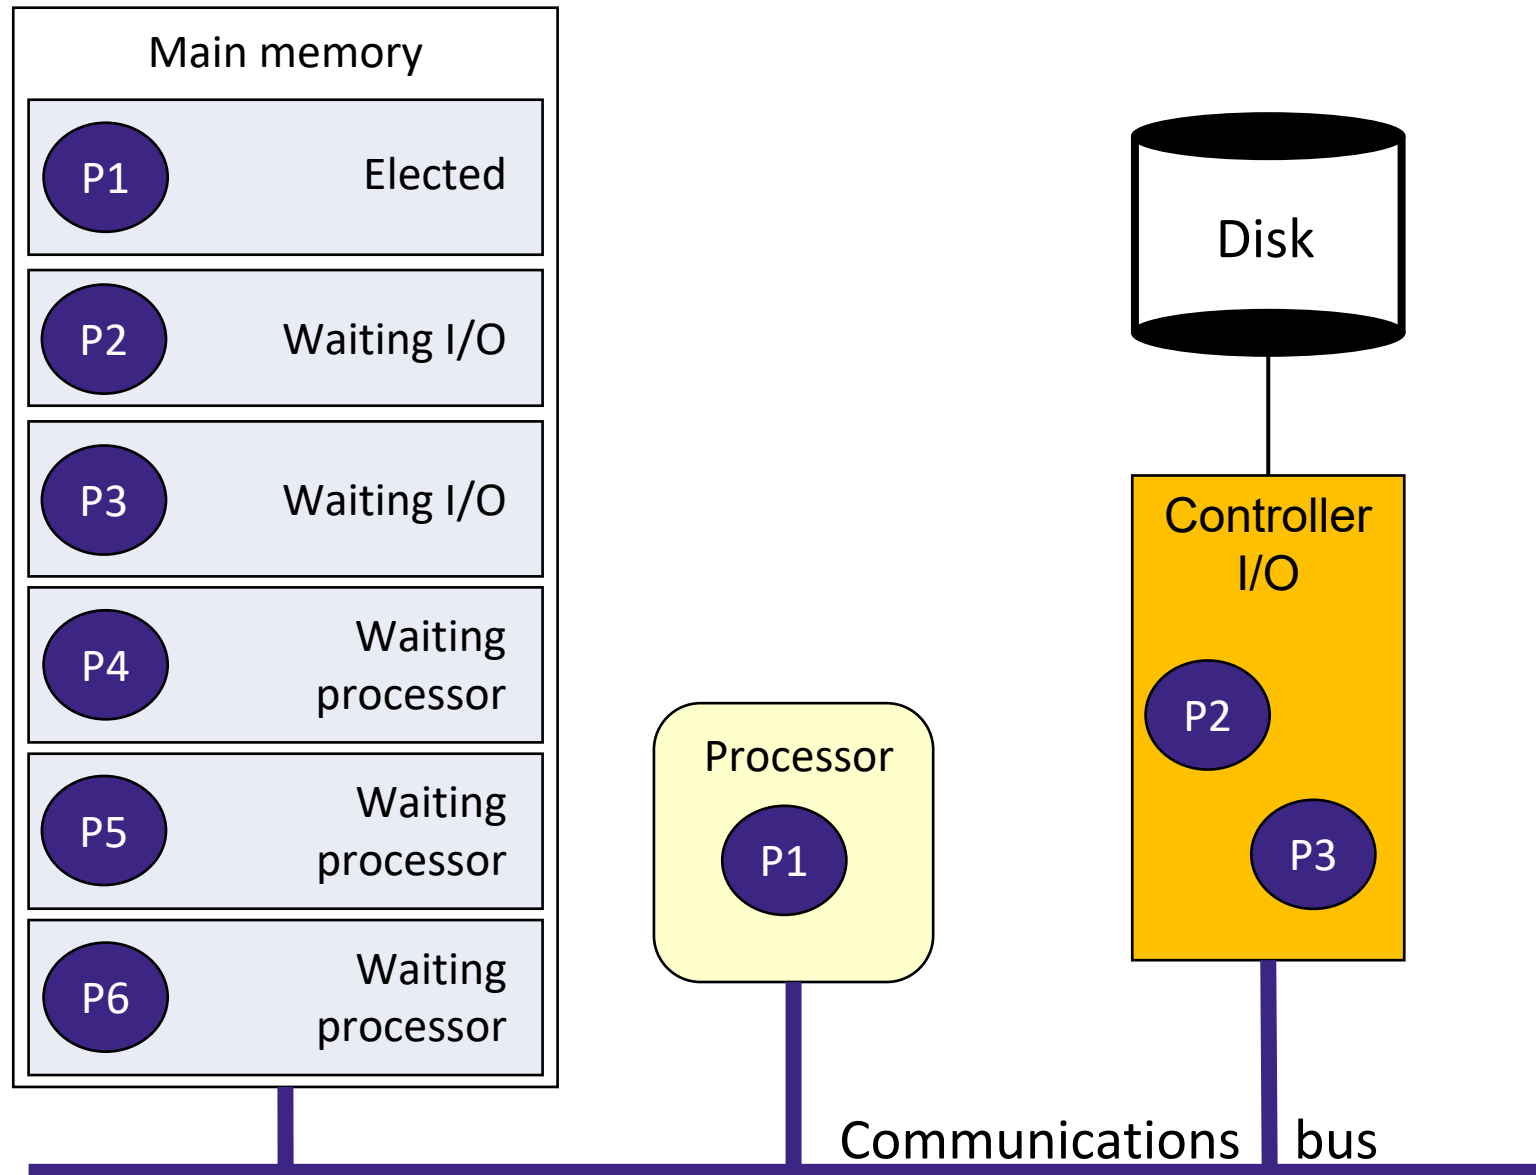 Main memory
P1 Elected
P2 Waiting I/O
P3 Waiting I/O
P4 Waiting
processor
P5 Waiting
processor
P6 Waiting
processor
Processor
P1
Disk
Controller
I/O
P2
P3
Communications bus